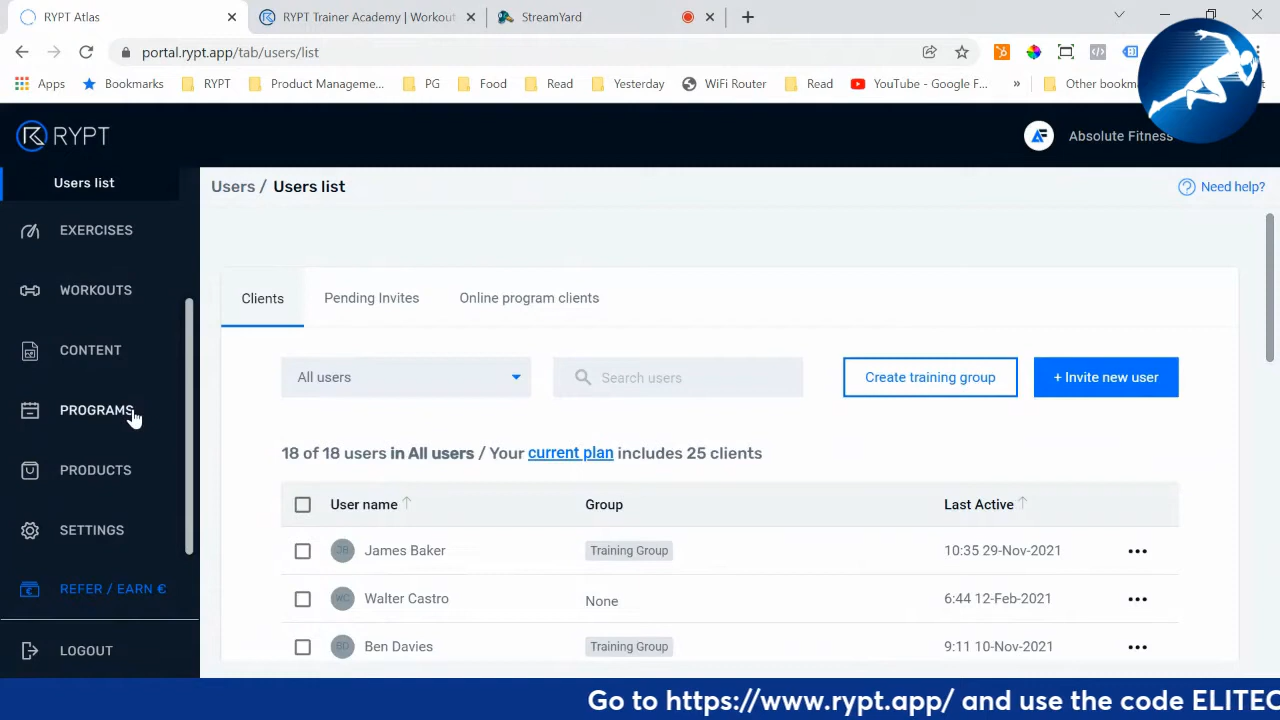 RYPT Atlas
RYPT Trainer Academy | Workout
StreamYard
portal.rypt.app/tab/users/list
Apps
Bookmarks
RYPT
Product Manageme...
PG
Food
Read
Yesterday
WiFi Router
Read
YouTube - Google F...
»
Other bookm
RYPT
Absolute Fitness
Users list
Users / Users list
Need help?
EXERCISES
WORKOUTS
CONTENT
PROGRAMS
PRODUCTS
SETTINGS
REFER / EARN €
LOGOUT
Clients
Pending Invites
Online program clients
All users
Search users
Create training group
+ Invite new user
18 of 18 users in All users / Your current plan includes 25 clients
User name
Group
Last Active
JB James Baker Training Group 10:35 29-Nov-2021
WC Walter Castro None 6:44 12-Feb-2021
BD Ben Davies Training Group 9:11 10-Nov-2021
Go to https://www.rypt.app/ and use the code ELITEC